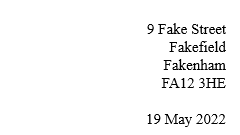 9 Fake Street
Fakefield
Fakenham
FA12 3HE
19 May 2022